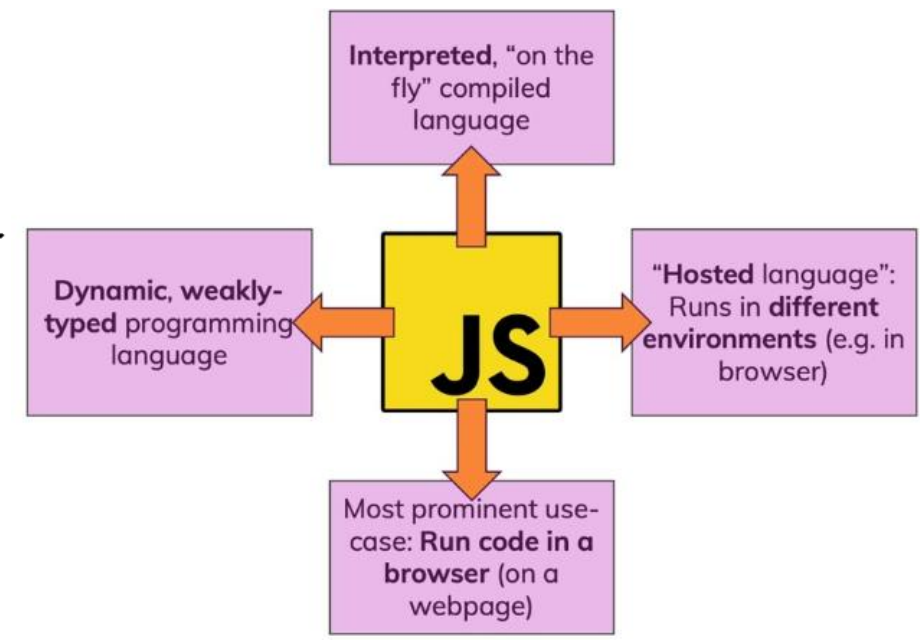 Interpreted, “on the
fly” compiled
language
Dynamic, weakly-
typed programming
language
JS
“Hosted language”:
Runs in different
environments (e.g. in
browser)
Most prominent use-
case: Run code in a
browser (on a
webpage)